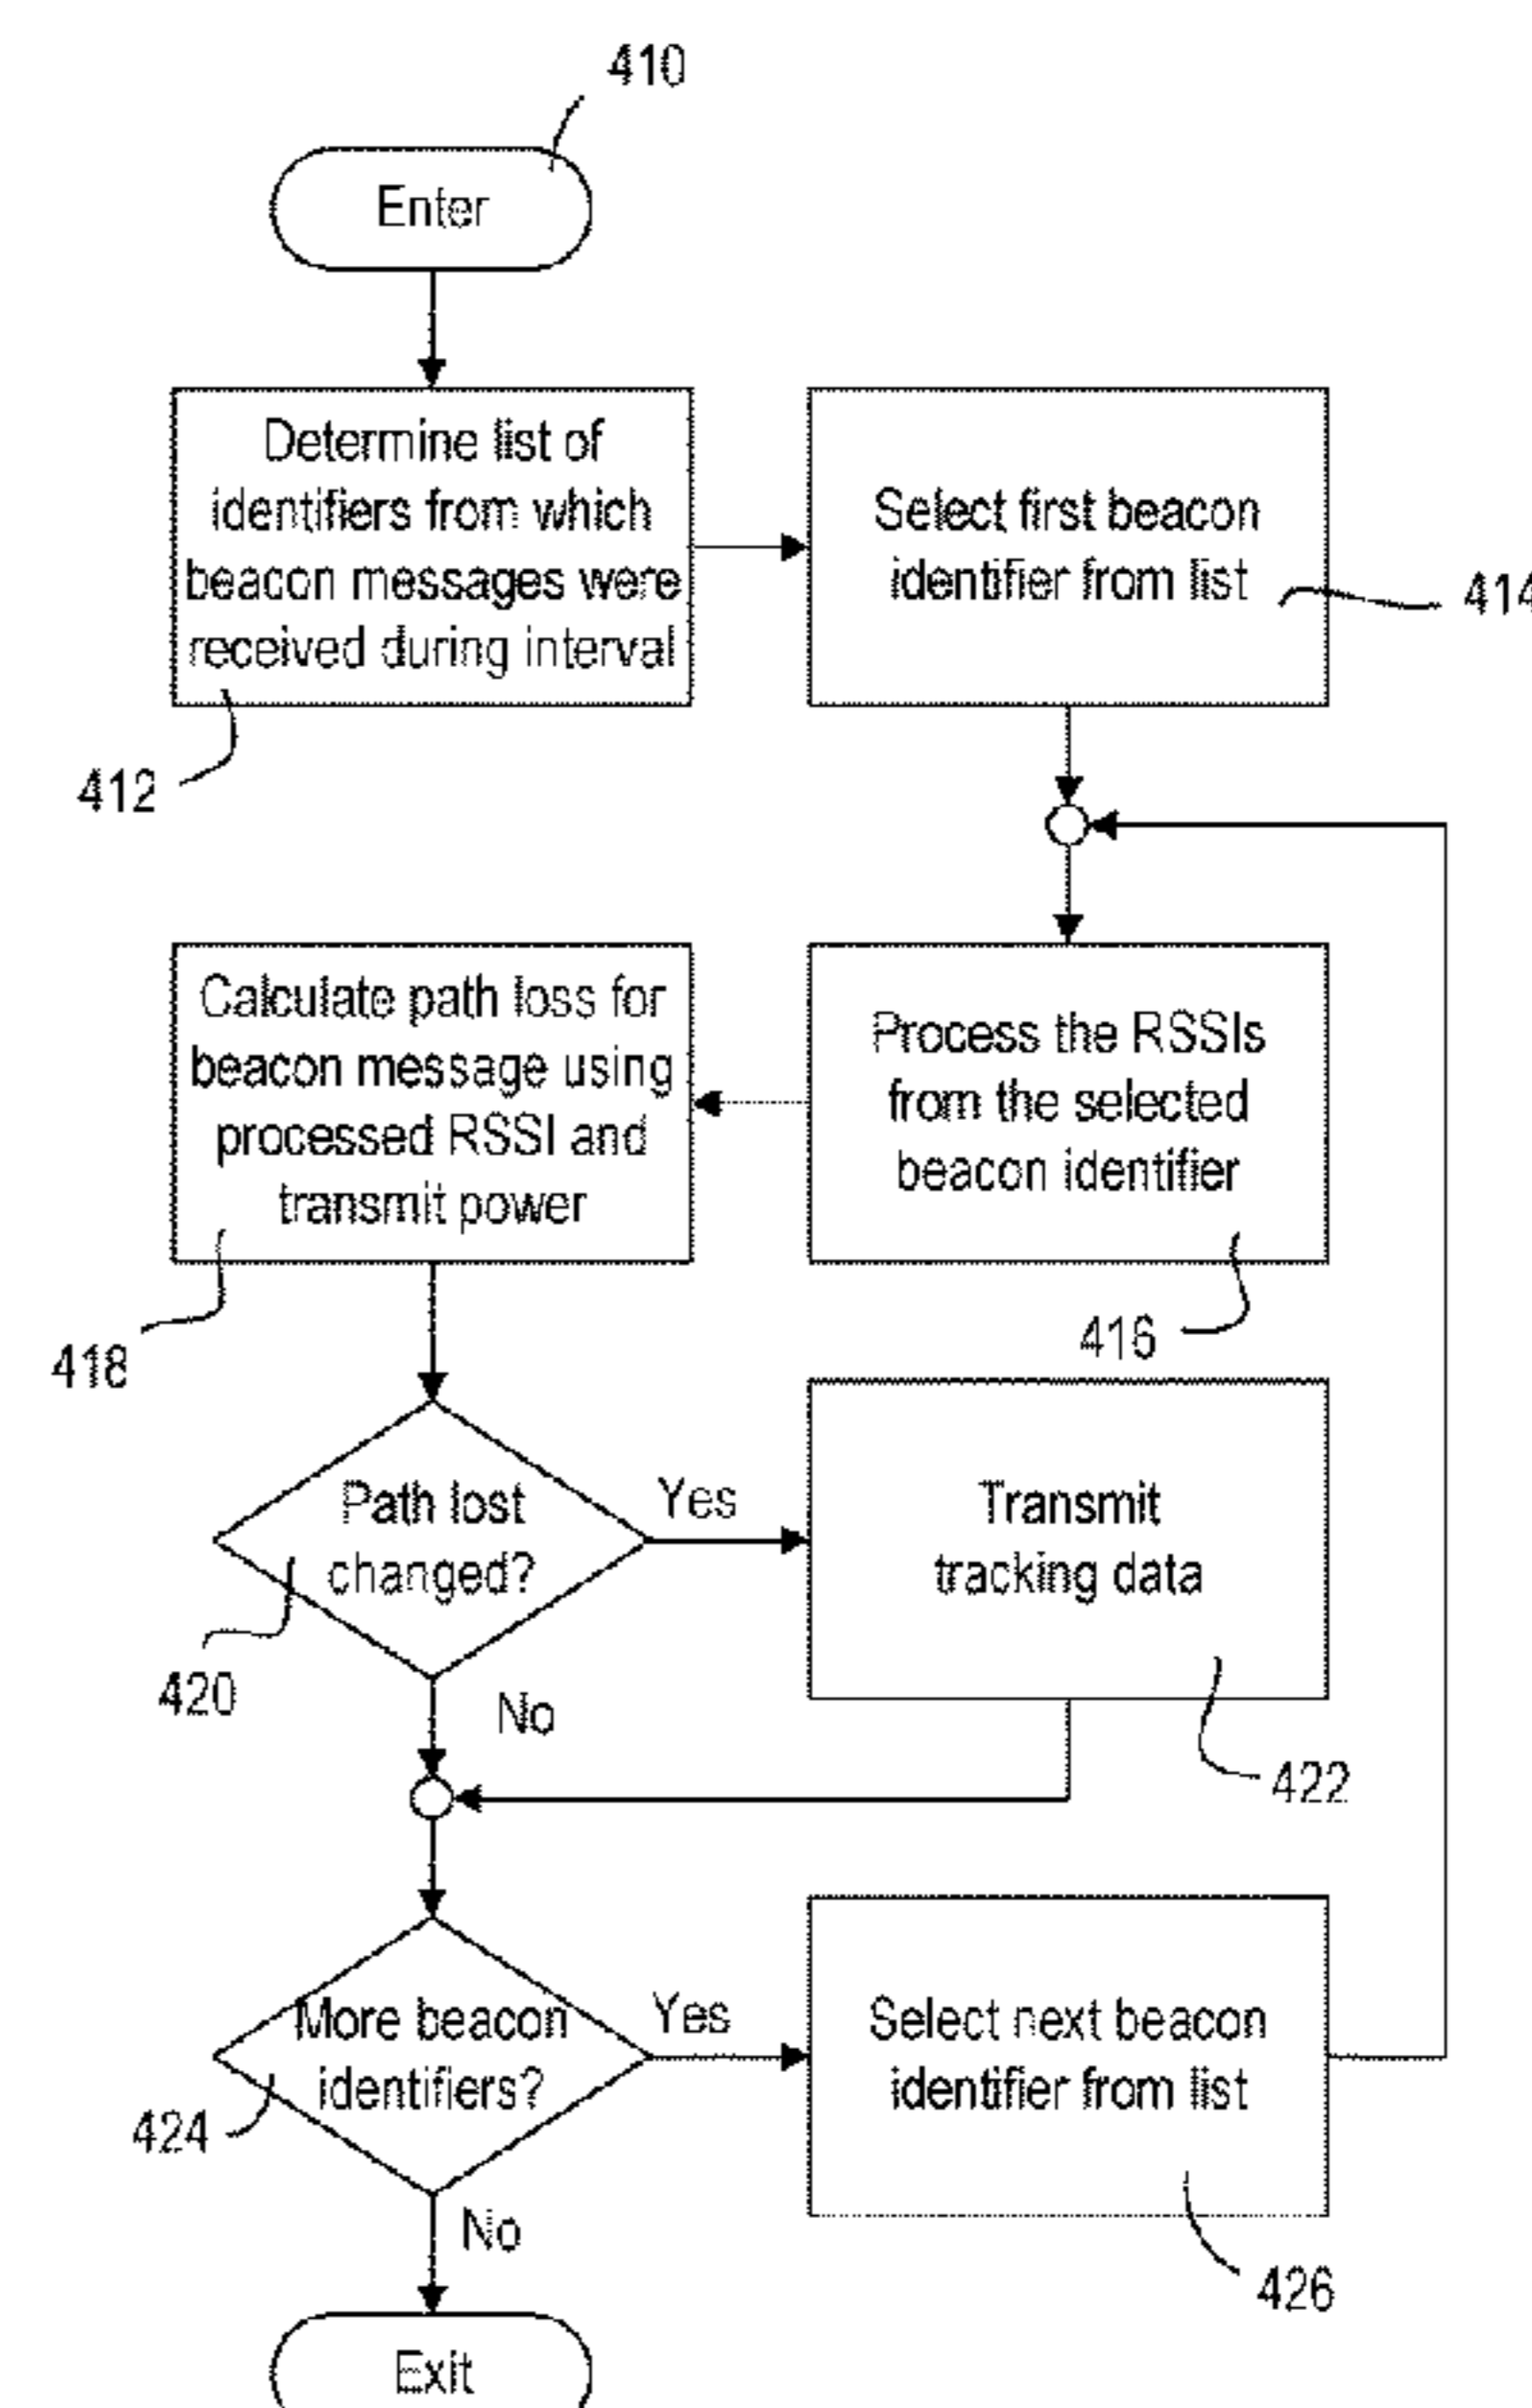 410
Enter
Determine list of
identifiers from which
beacon messages were
received during interval
412
Select first beacon
identifier from list
414
Process the RSSIs
from the selected
beacon identifier
416
Calculate path loss for
beacon message using
processed RSSI and
transmit power
418
Path lost
changed?
420
Yes
No
Transmit
tracking data
422
More beacon
identifiers?
424
Yes
No
Select next beacon
identifier from list
426
Exit